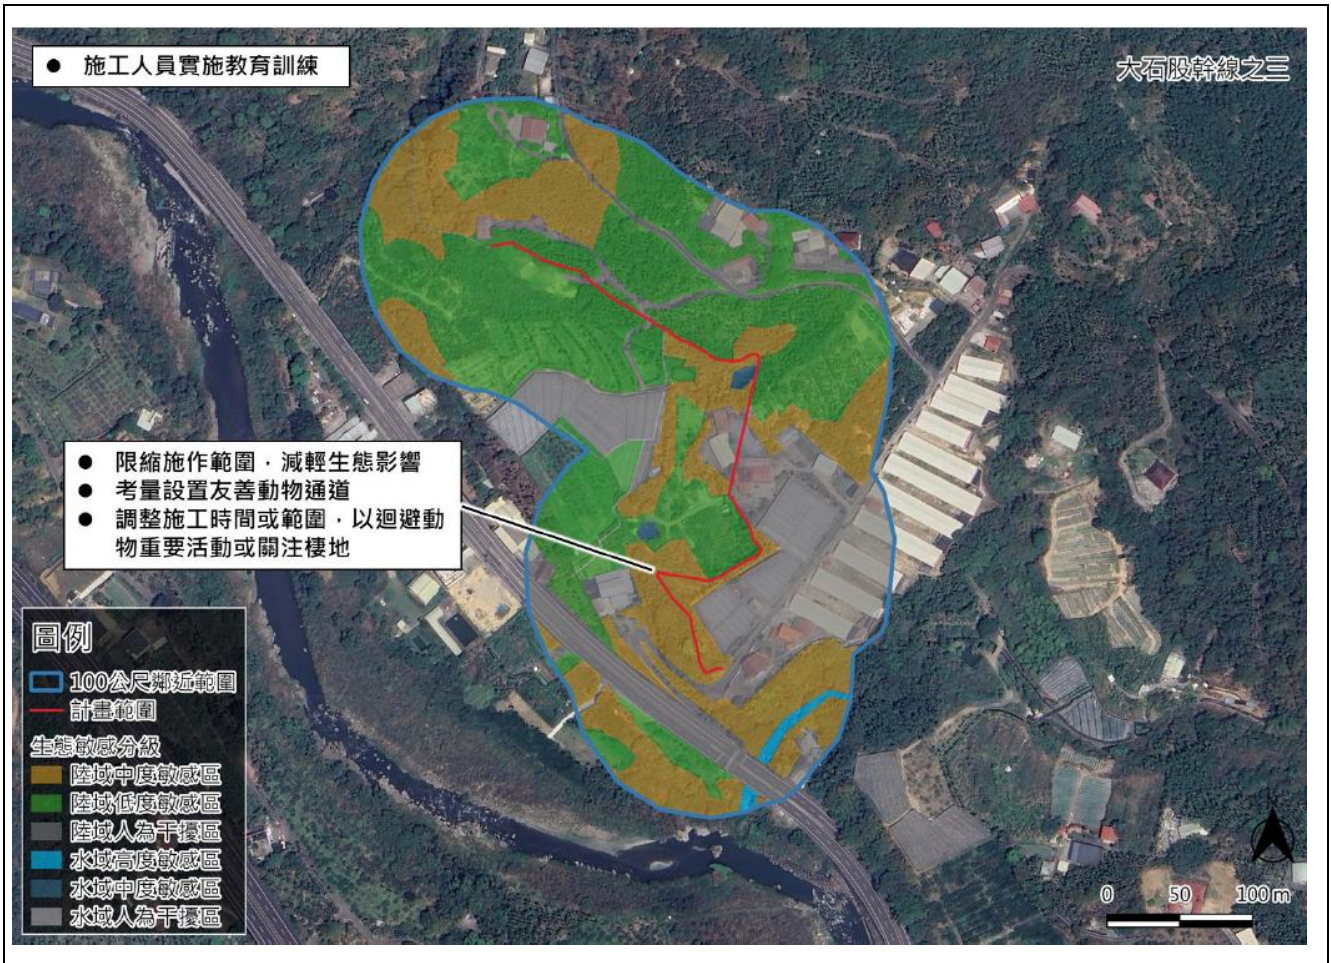 ● 施工人員實施教育訓練
大石股幹線之三
● 限縮施作範圍，減輕生態影響
● 考量設置友善動物通道
● 調整施工時間或範圍，以迴避動
物重要活動或關注棲地
圖例
100公尺鄰近範圍
計畫範圍
生態敏感分級
陸域中度敏感區
陸域低度敏感區
陸域人為干擾區
水域高度敏感區
水域中度敏感區
水域人為干擾區
0 50 100 m